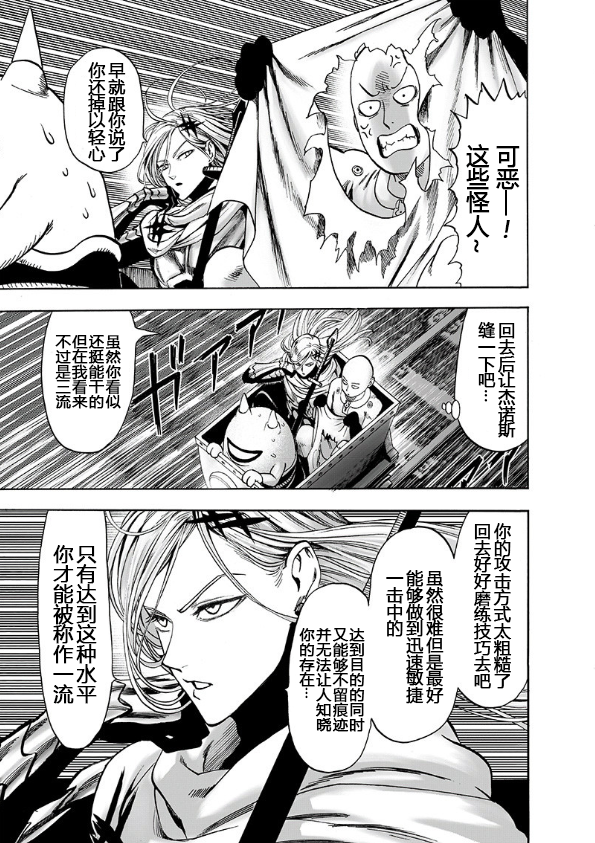 可恶—！
这些怪人~
早就跟你说了
你还掉以轻心
回去后让杰诺斯
缝一下吧…
ガアアァ
虽然你看似
还挺能干的
但在我看来
不过是三流
你的攻击方式太粗糙了
回去好好磨练技巧去吧
虽然很难但是最好
能够做到迅速敏捷
一击中的
达到目的的同时
又能够不留痕迹
并无法让人知晓
你的存在…
只有达到这种水平
你才能被称作一流